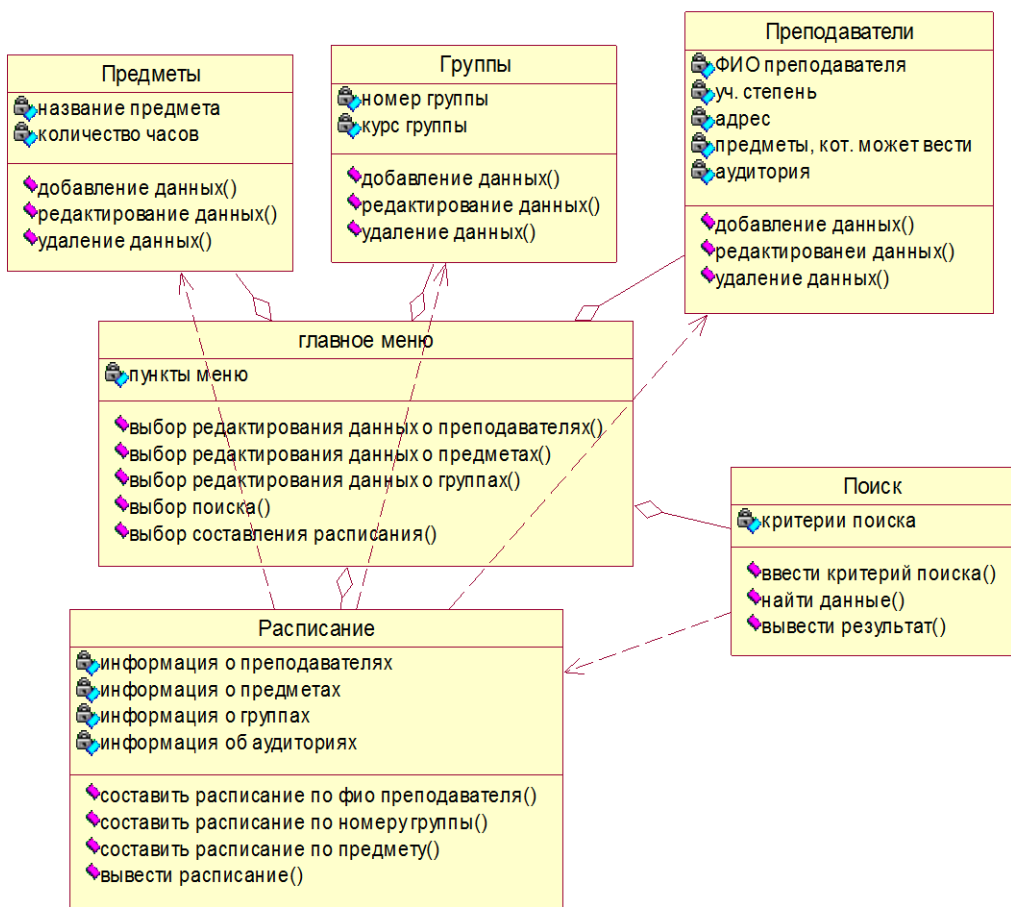 Предметы
название предмета
количество часов
добавление данных()
редактирование данных()
удаление данных()
Группы
номер группы
курс группы
добавление данных()
редактирование данных()
удаление данных()
Преподаватели
ФИО преподавателя
уч. степень
адрес
предметы, кот. может вести
аудитория
добавление данных()
редактированеи данных()
удаление данных()
главное меню
пункты меню
выбор редактирования данных о преподавателях()
выбор редактирования данных о предметах()
выбор редактирования данных о группах()
выбор поиска()
выбор составления расписания()
Поиск
критерии поиска
ввести критерий поиска()
найти данные()
вывести результат()
Расписание
информация о преподавателях
информация о предметах
информация о группах
информация об аудиториях
составить расписание по фио преподавателя()
составить расписание по номеру группы()
составить расписание по предмету()
вывести расписание()